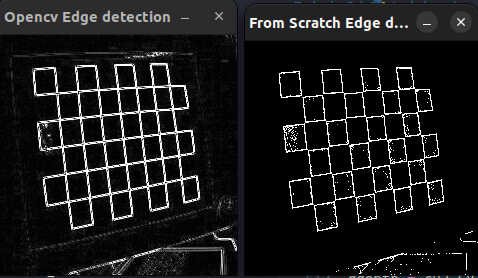 Opencv Edge detection
From Scratch Edge d...